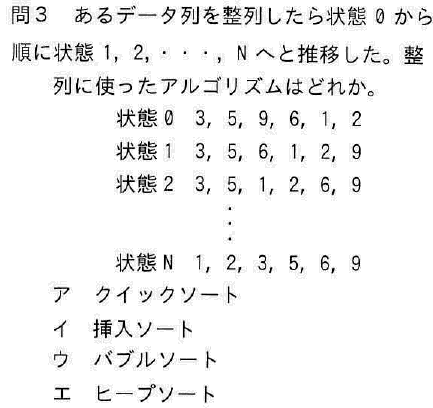 問3 あるデータ列を整列したら状態 0 から
順に状態 1, 2,・・・, N へと推移した。整
列に使ったアルゴリズムはどれか。
状態 0 3, 5, 9, 6, 1, 2
状態 1 3, 5, 6, 1, 2, 9
状態 2 3, 5, 1, 2, 6, 9
・
・
・
状態 N 1, 2, 3, 5, 6, 9
ア クイックソート
イ 挿入ソート
ウ バブルソート
エ ヒープソート